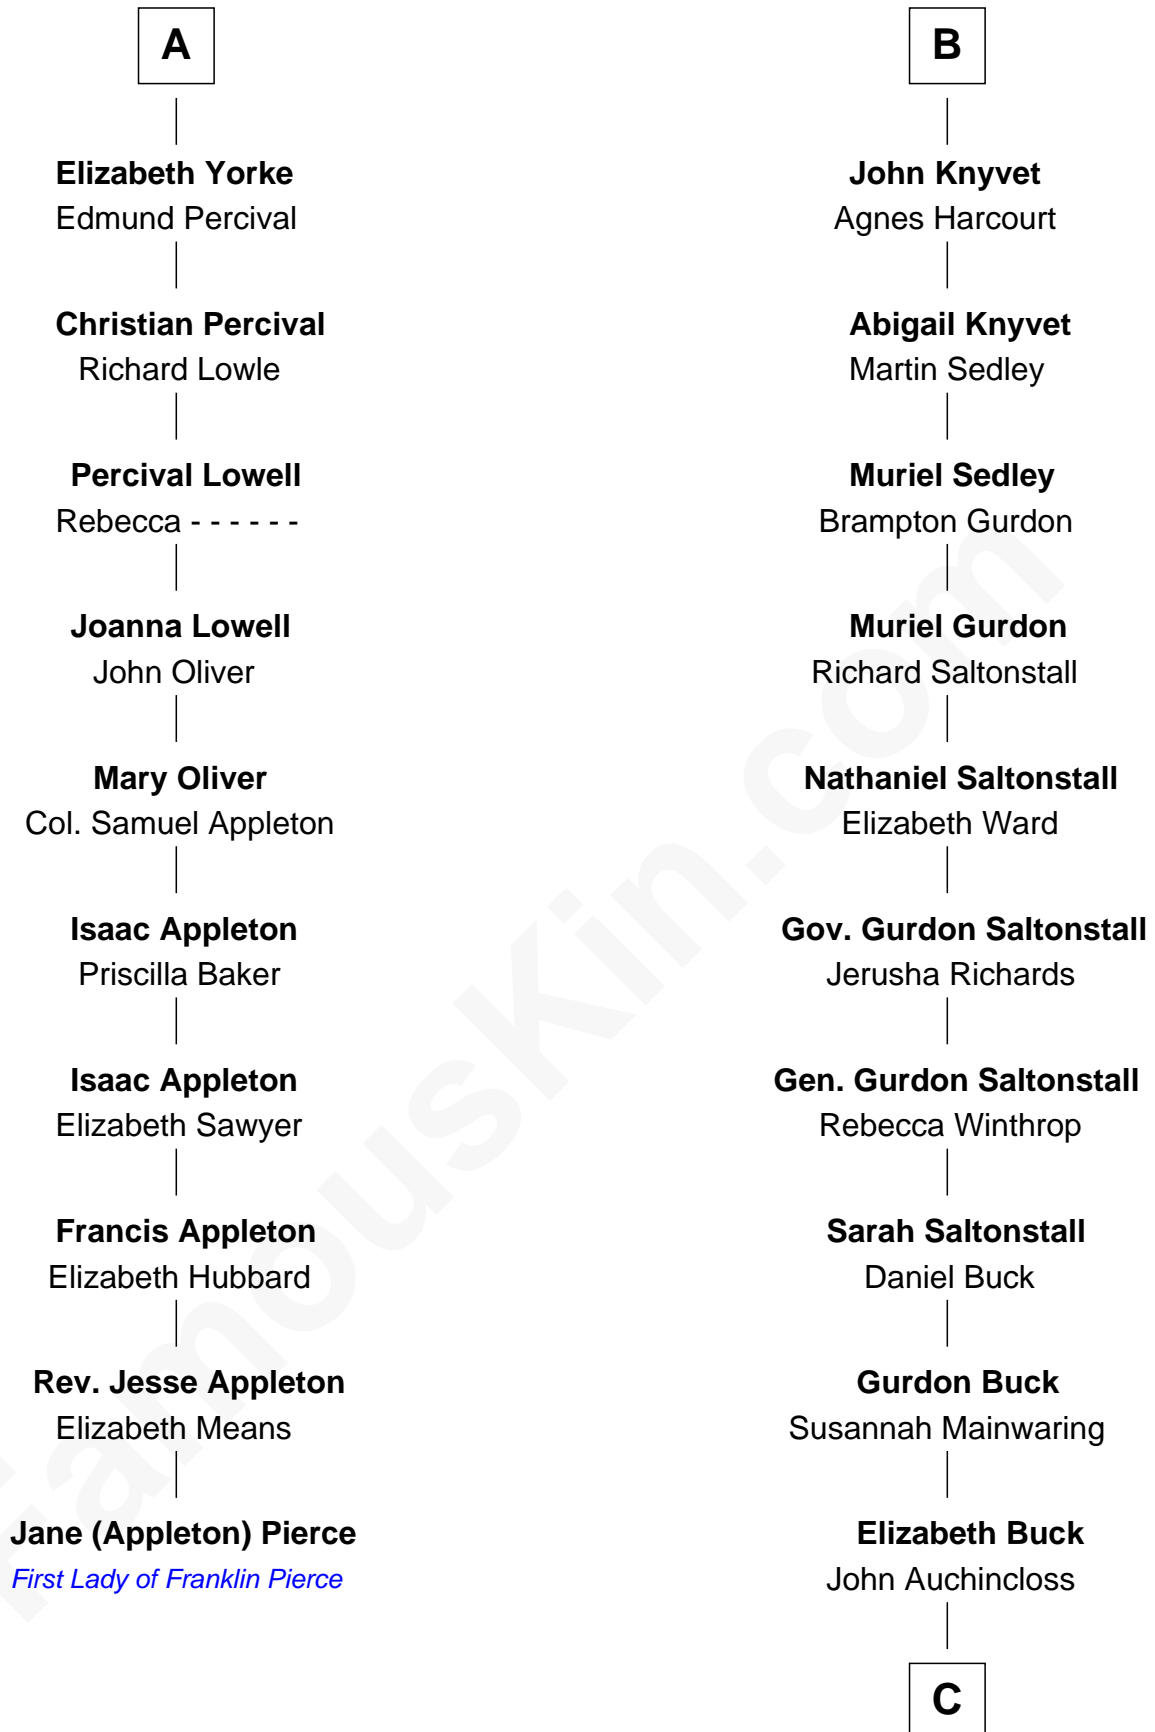 A
Elizabeth Yorke
Edmund Percival
Christian Percival
Richard Lowle
Percival Lowell
Rebecca - - - - - -
Joanna Lowell
John Oliver
Mary Oliver
Col. Samuel Appleton
Isaac Appleton
Priscilla Baker
Isaac Appleton
Elizabeth Sawyer
Francis Appleton
Elizabeth Hubbard
Rev. Jesse Appleton
Elizabeth Means
Jane (Appleton) Pierce
First Lady of Franklin Pierce
B
John Knyvet
Agnes Harcourt
Abigail Knyvet
Martin Sedley
Muriel Sedley
Brampton Gurdon
Muriel Gurdon
Richard Saltonstall
Nathaniel Saltonstall
Elizabeth Ward
Gov. Gurdon Saltonstall
Jerusha Richards
Gen. Gurdon Saltonstall
Rebecca Winthrop
Sarah Saltonstall
Daniel Buck
Gurdon Buck
Susannah Mainwaring
Elizabeth Buck
John Auchincloss
C
FamousKin.com